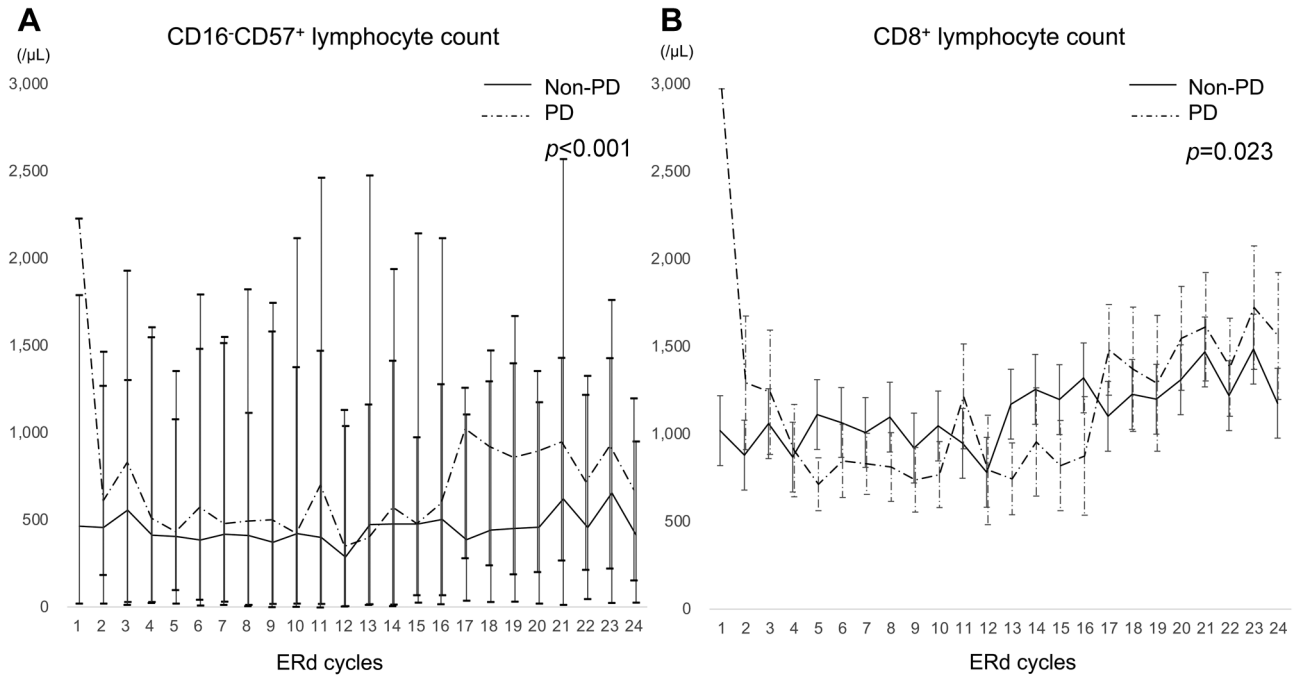 A
CD16-CD57+ lymphocyte count
(/μL)
3,000
2,500
2,000
1,500
1,000
500
0
Non-PD
PD
p<0.001
1 2 3 4 5 6 7 8 9 10 11 12 13 14 15 16 17 18 19 20 21 22 23 24
ERd cycles
B
CD8+ lymphocyte count
(/μL)
3,000
2,500
2,000
1,500
1,000
500
0
Non-PD
PD
p=0.023
1 2 3 4 5 6 7 8 9 10 11 12 13 14 15 16 17 18 19 20 21 22 23 24
ERd cycles